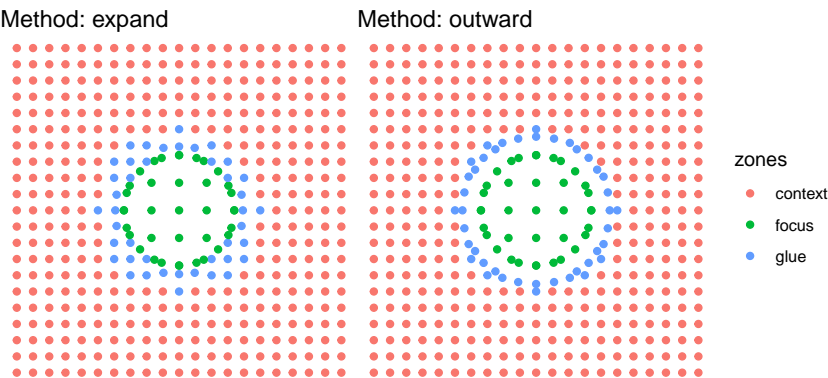 Method: expand
Method: outward
zones
context
focus
glue